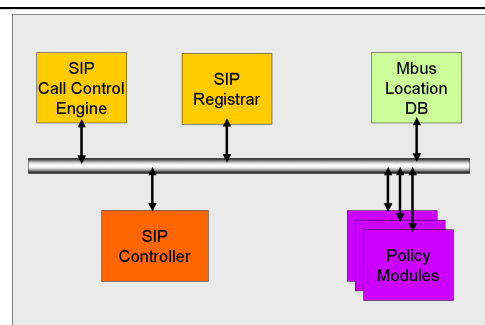 SIP
Call Control
Engine
SIP
Registrar
Mbus
Location
DB
SIP
Controller
Policy
Modules